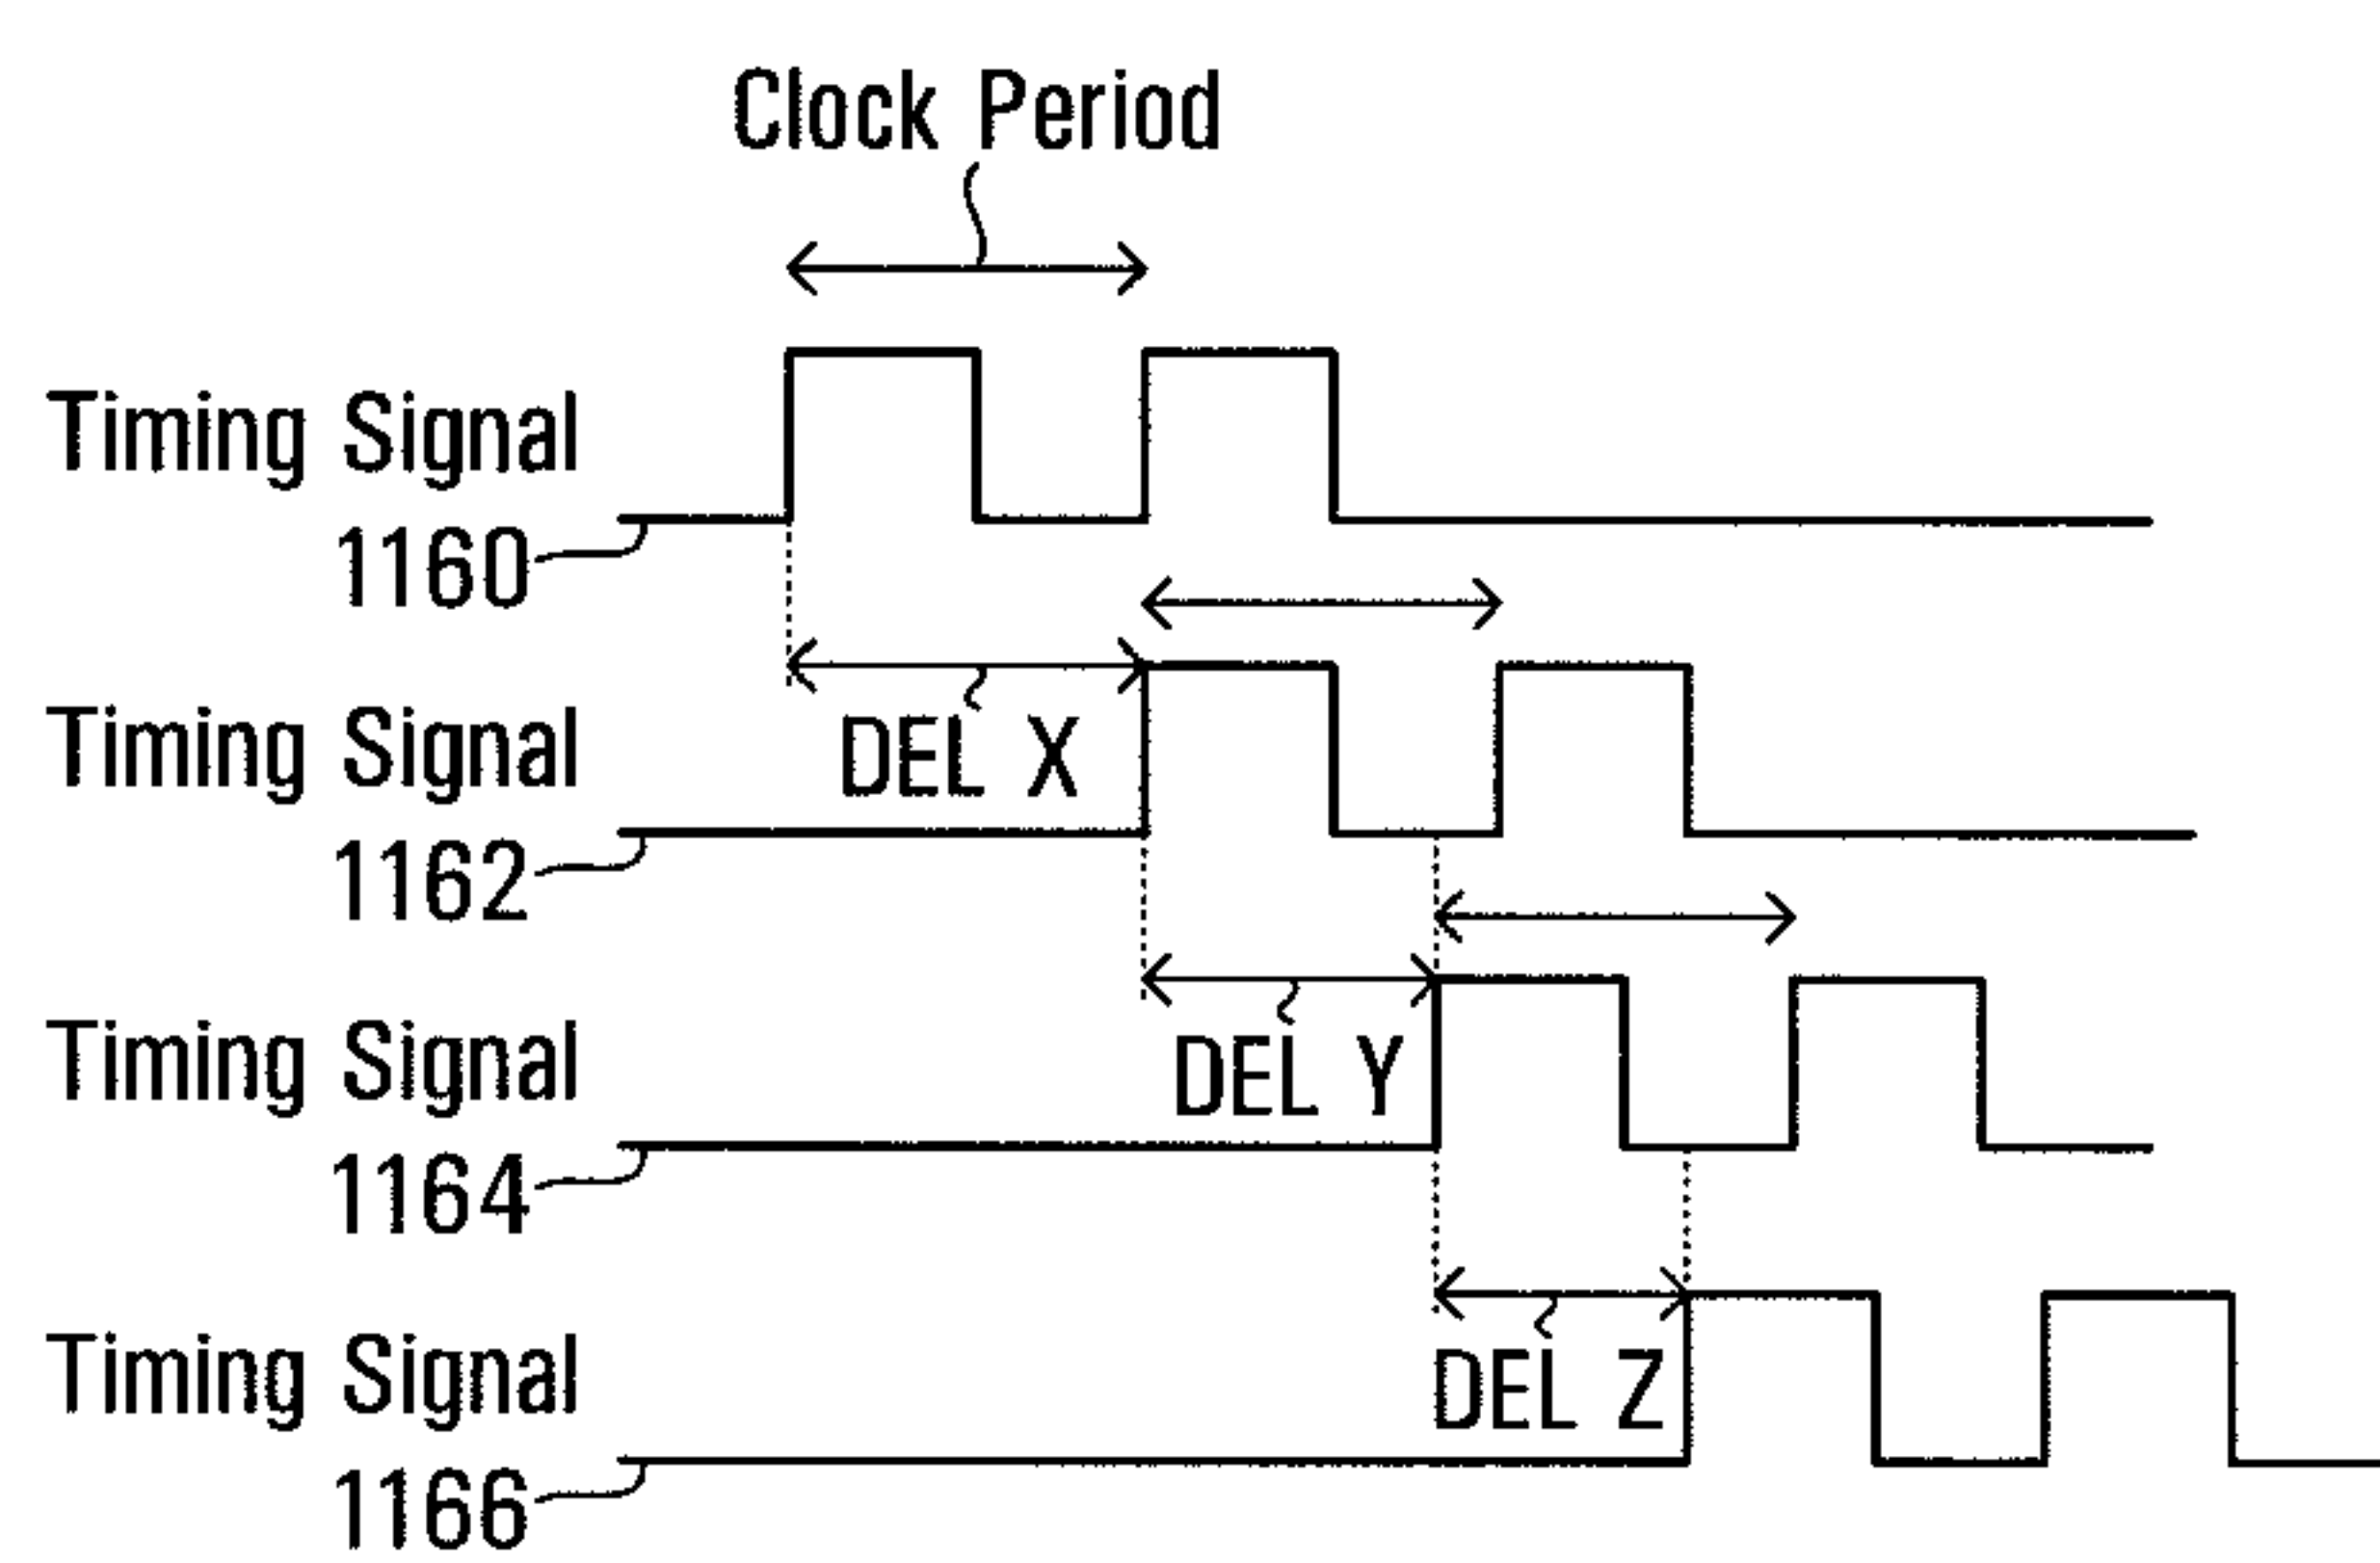 Clock Period
Timing Signal
1160
DEL X
Timing Signal
1162
DEL Y
Timing Signal
1164
DEL Z
Timing Signal
1166